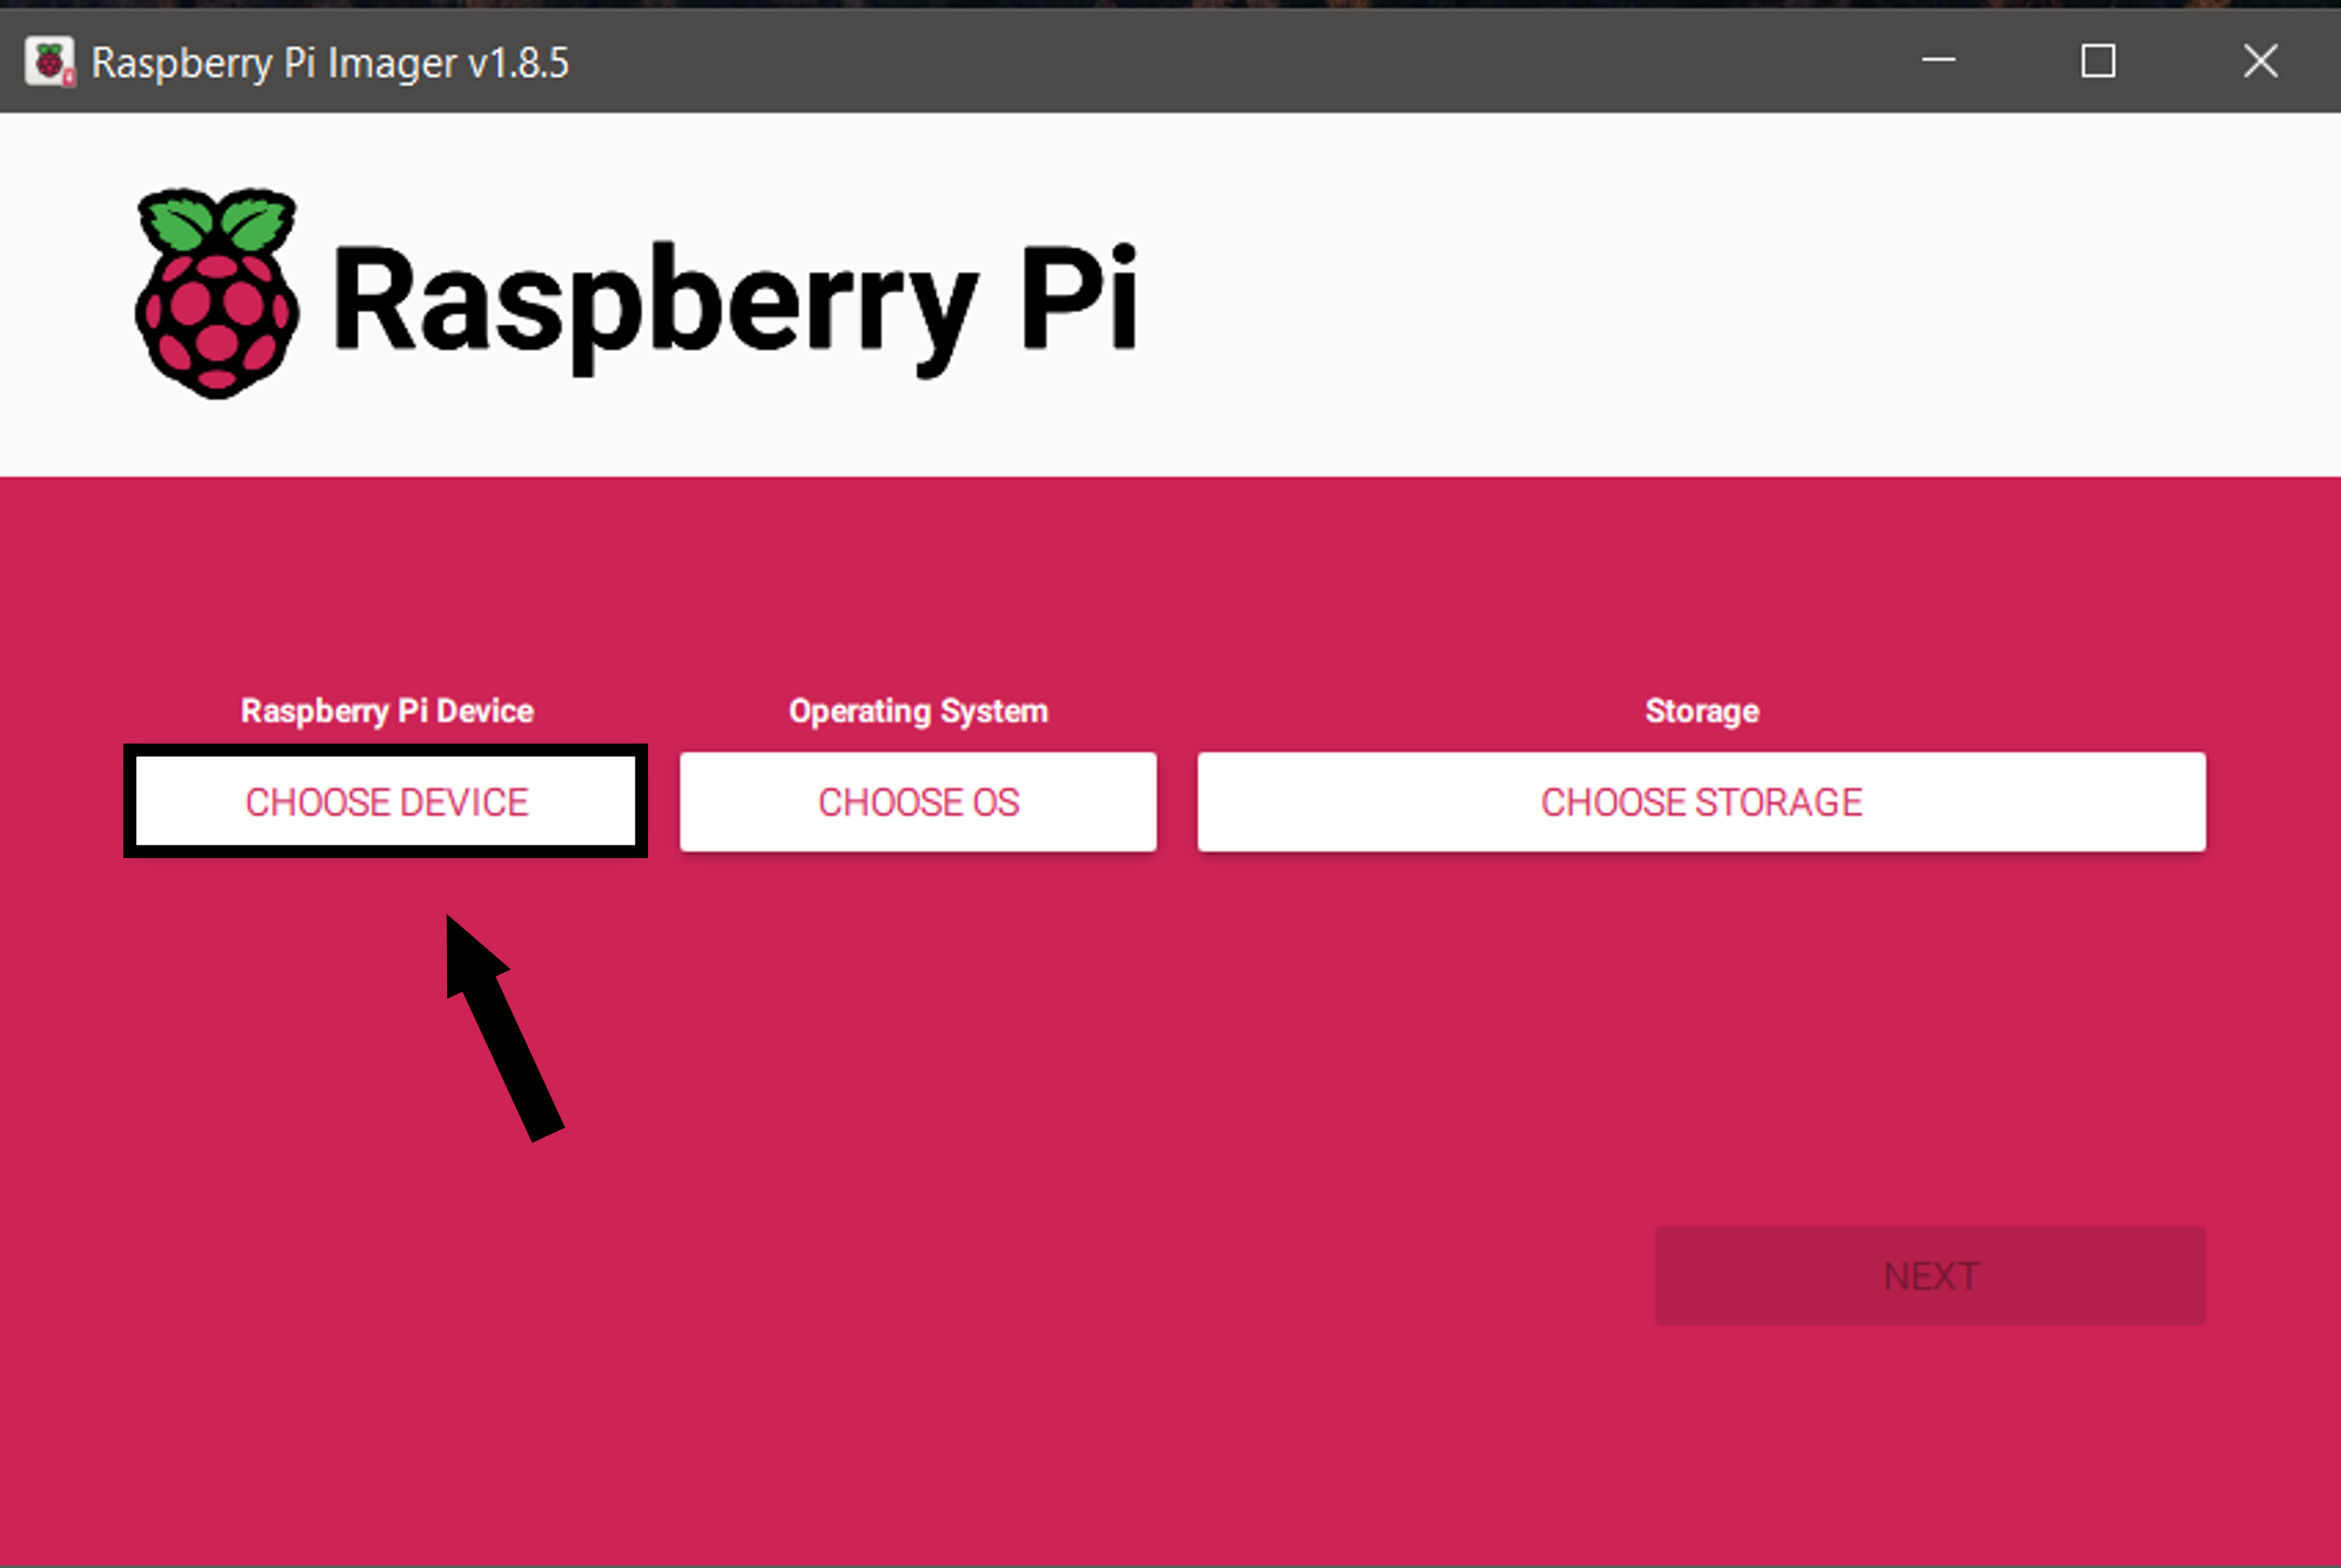 Raspberry Pi Imager v1.8.5
Raspberry Pi
Raspberry Pi Device
Operating System
Storage
CHOOSE DEVICE
CHOOSE OS
CHOOSE STORAGE
NEXT